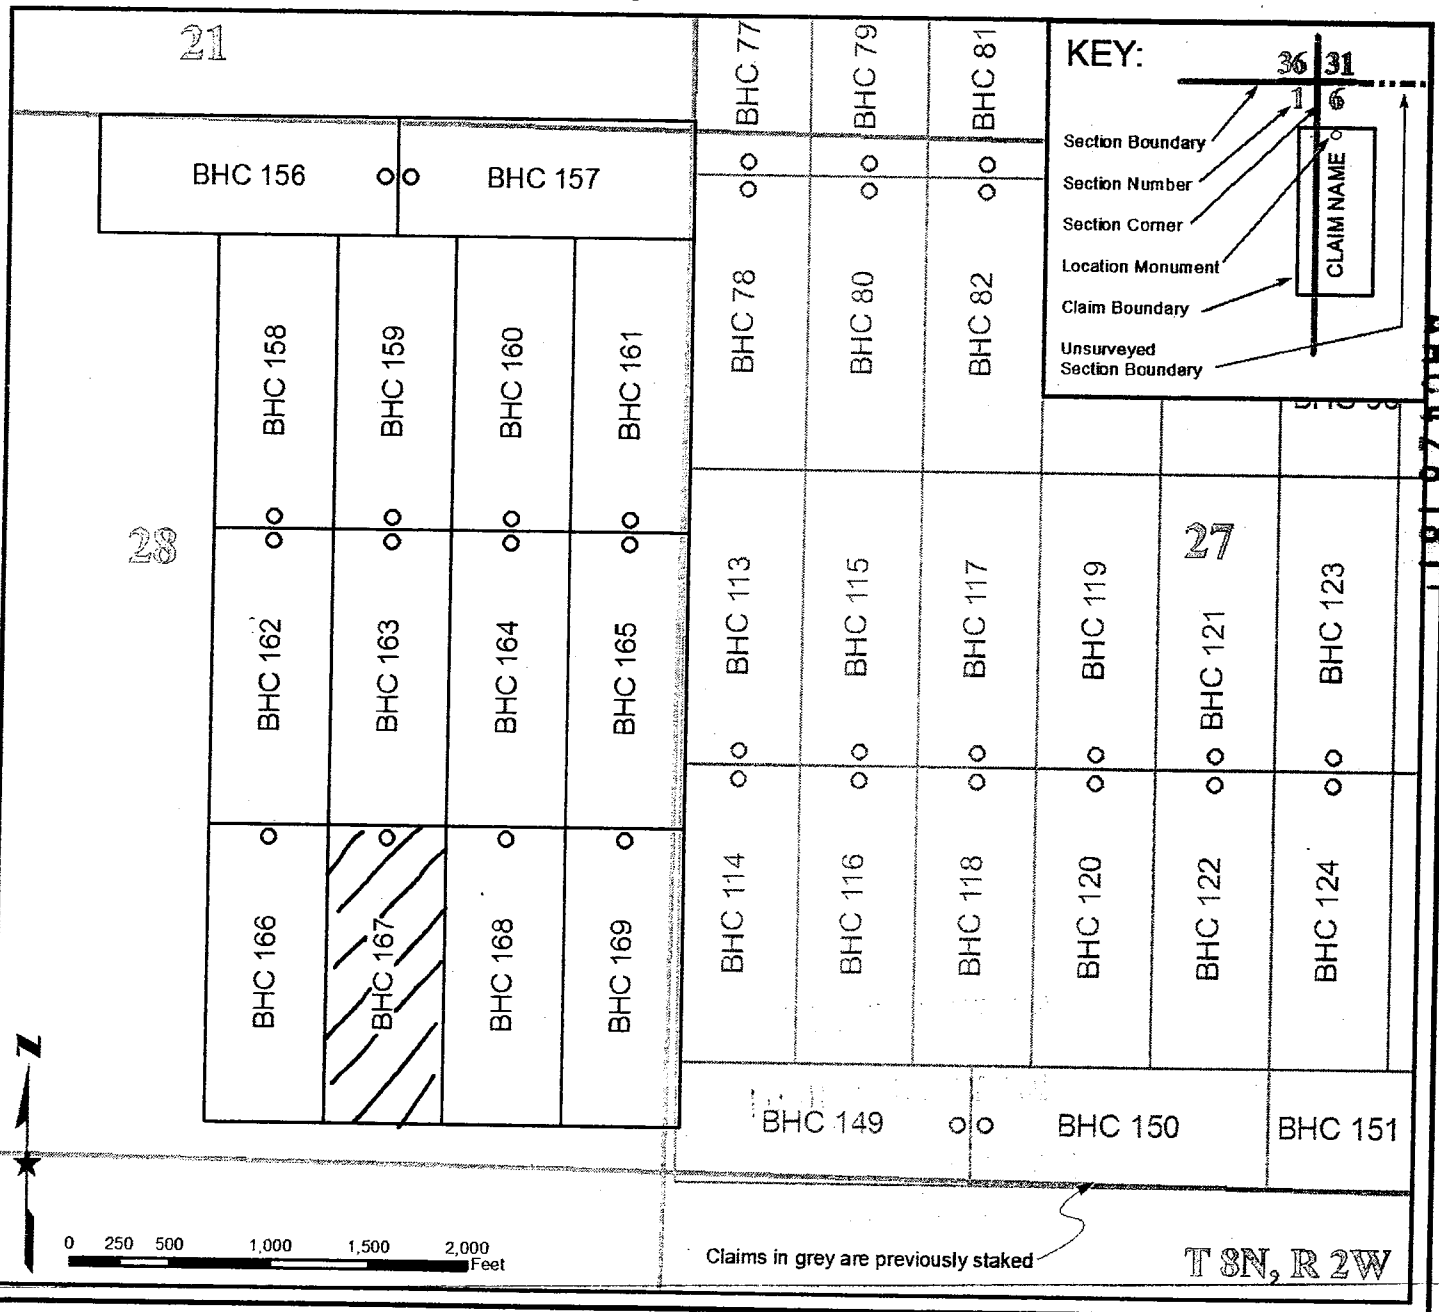 21
BHC 77
BHC 79
BHC 81
KEY:
36 31
1 6
Section Boundary
Section Number
Section Corner
Location Monument
Claim Boundary
Unsurveyed
Section Boundary
CLAIM NAME
BHC 156
BHC 157
BHC 158
BHC 159
BHC 160
BHC 161
BHC 78
BHC 80
BHC 82
28
27
BHC 162
BHC 163
BHC 164
BHC 165
BHC 113
BHC 115
BHC 117
BHC 119
BHC 121
BHC 123
BHC 166
BHC 167
BHC 168
BHC 169
BHC 114
BHC 116
BHC 118
BHC 120
BHC 122
BHC 124
BHC 149
BHC 150
BHC 151
Z
0 250 500 1,000 1,500 2,000
Feet
Claims in grey are previously staked
T 8N, R 2W